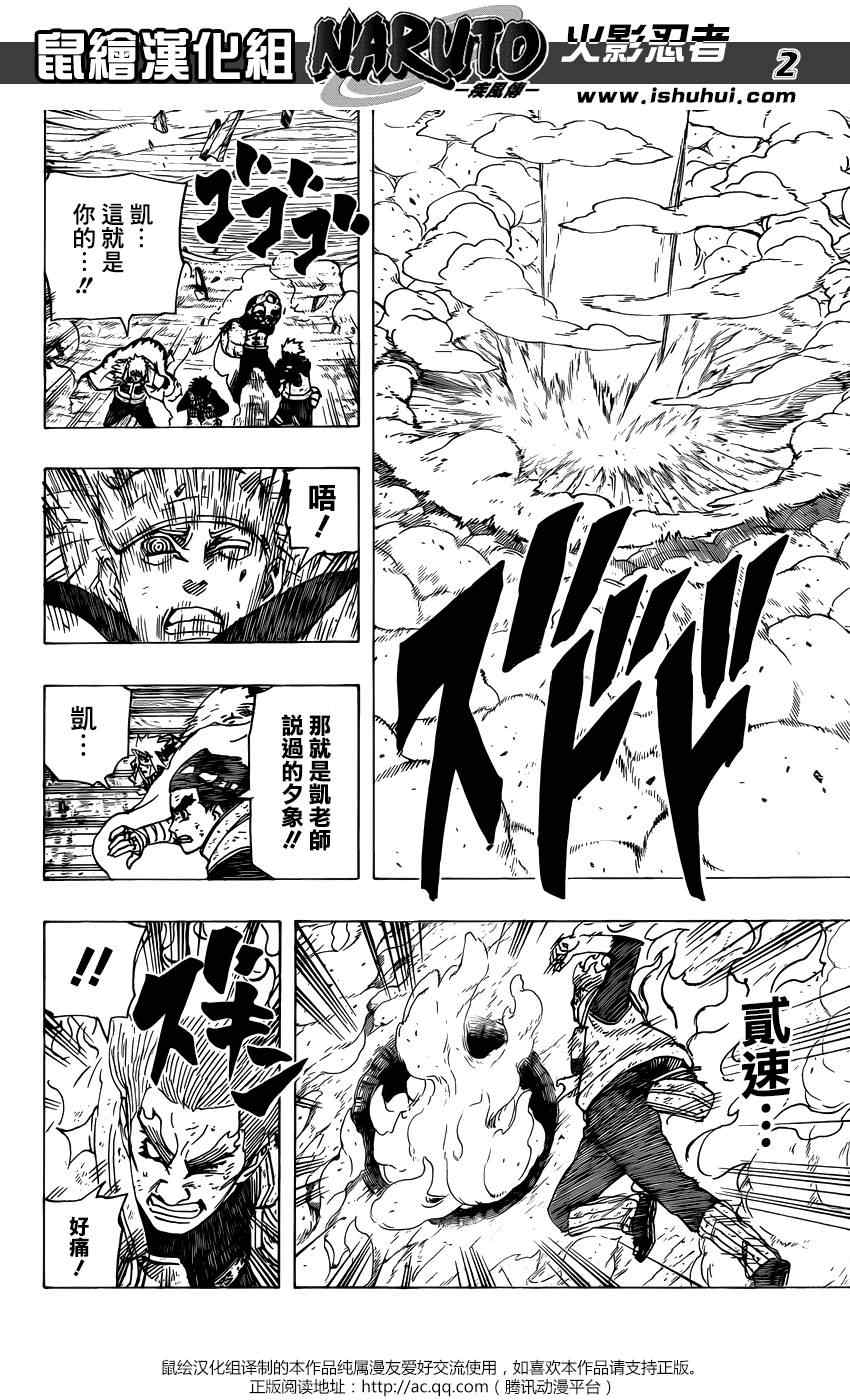 鼠繪漢化組
NARUTO
-疾風傳-
火影忍者
2
www.ishuhui.com
ズドドド
ゴゴゴゴ
凱…
這就是
你的…!!
唔!
那就是凱老師
説過的夕象!!
凱…
貳速…
ズキン
!!
好痛!
鼠绘汉化组译制的本作品纯属漫友爱好交流使用，如喜欢本作品请支持正版。
正版阅读地址：http://ac.qq.com（腾讯动漫平台）